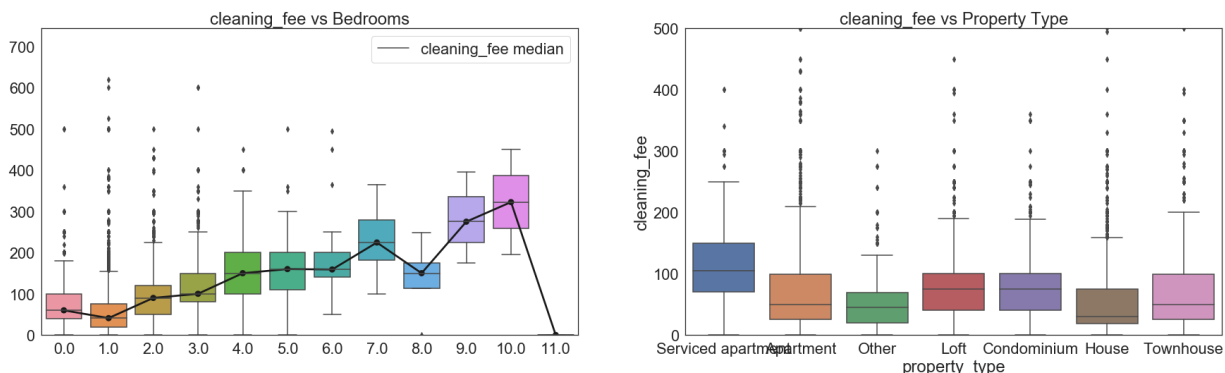 cleaning_fee vs Bedrooms
cleaning_fee median
700
600
500
400
300
200
100
0
0.0 1.0 2.0 3.0 4.0 5.0 6.0 7.0 8.0 9.0 10.0 11.0
cleaning_fee vs Property Type
cleaning_fee
500
400
300
200
100
0
Serviced apartment Apartment Other Loft Condominium House Townhouse
property_type